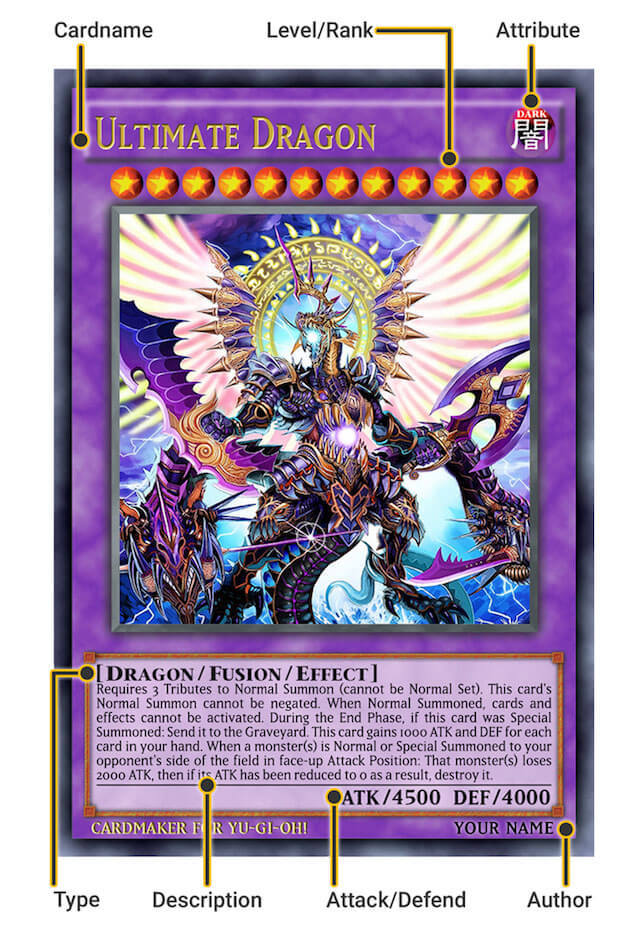 Cardname
Level/Rank
Attribute
ULTIMATE DRAGON
DARK
闇
[DRAGON/FUSION/EFFECT]
Requires 3 Tributes to Normal Summon (cannot be Normal Set). This card's
Normal Summon cannot be negated. When Normal Summoned, cards and
effects cannot be activated. During the End Phase, if this card was Special
Summoned: Send it to the Graveyard. This card gains 1000 ATK and DEF for each
card in your hand. When a monster(s) is Normal or Special Summoned to your
opponent's side of the field in face-up Attack Position: That monster(s) loses
2000 ATK, then if its ATK has been reduced to 0 as a result, destroy it.
ATK/4500 DEF/4000
CARDMAKER FOR YU-GI-OH!
YOUR NAME
Type
Description
Attack/Defend
Author